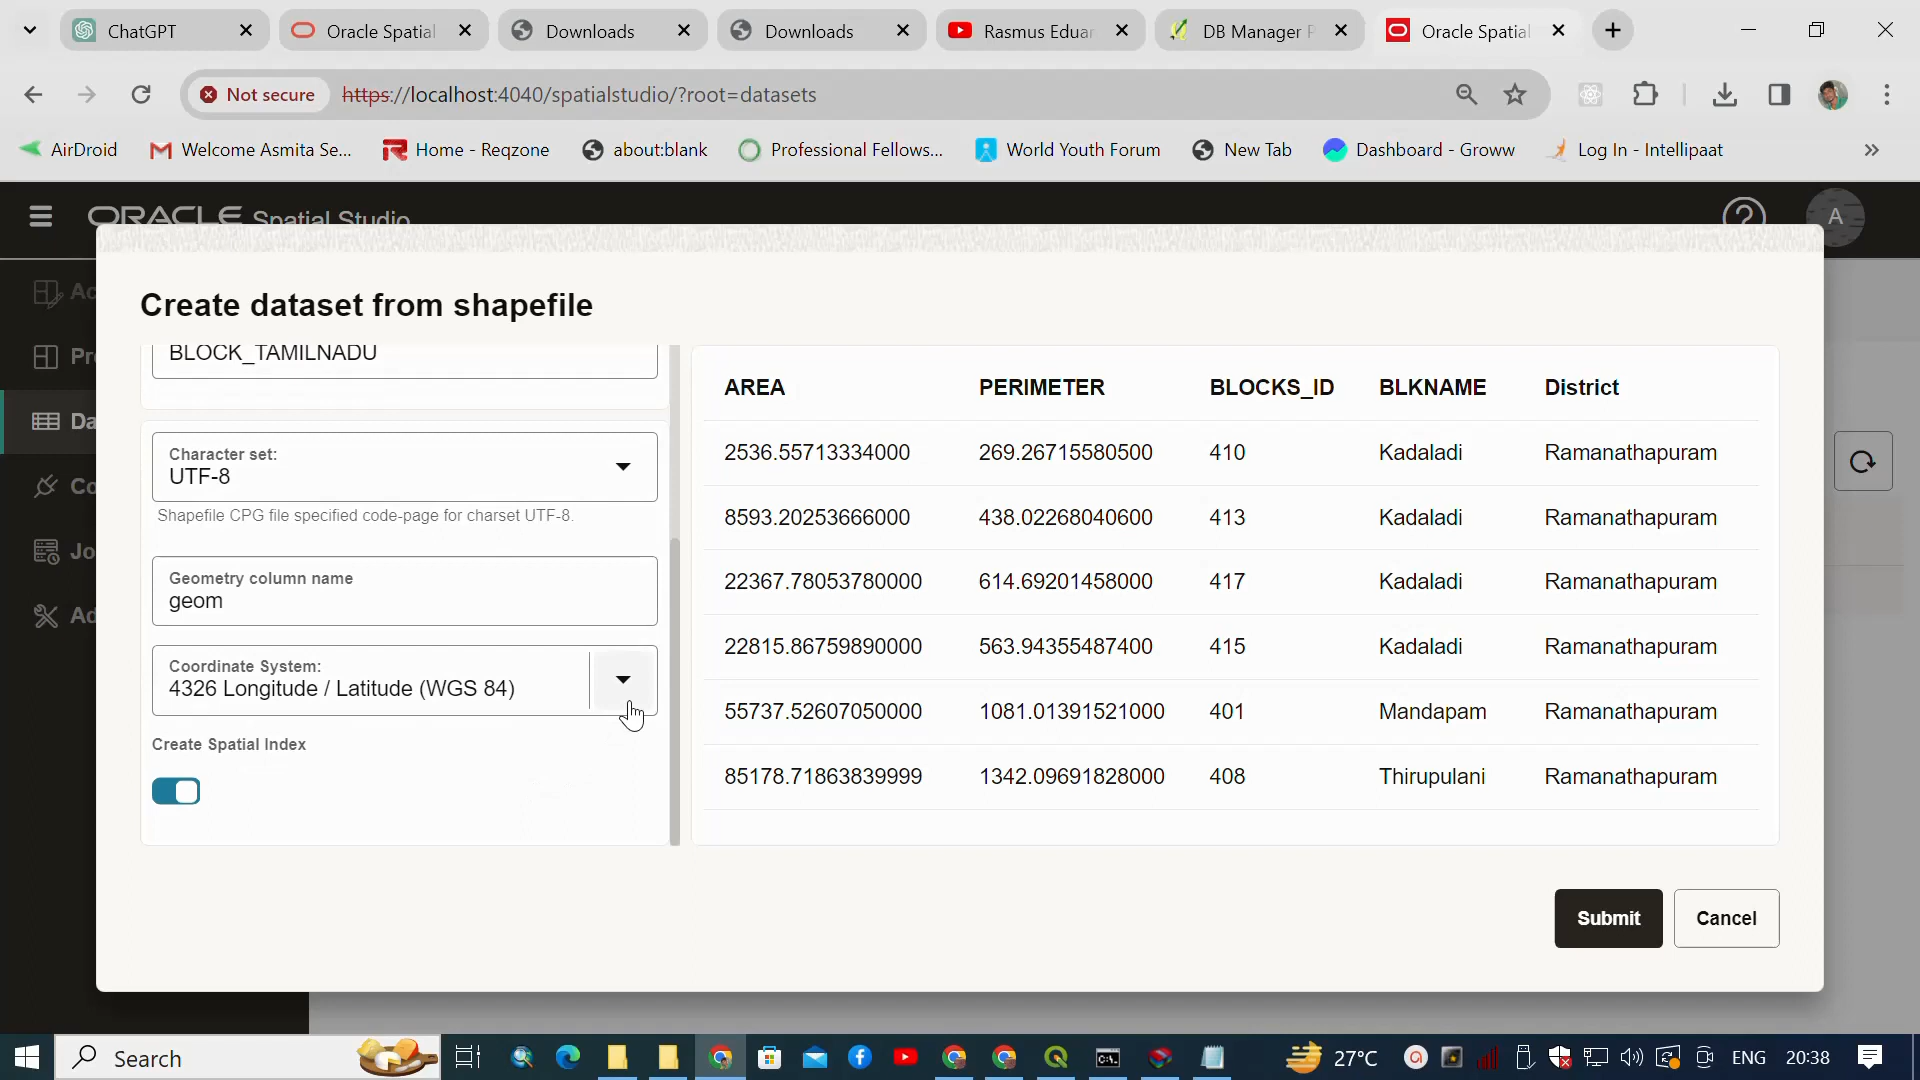 ChatGPT
Oracle Spatial
Downloads
Downloads
Rasmus Eduar
DB Manager P
Oracle Spatial
Not secure
https://localhost:4040/spatialstudio/?root=datasets
AirDroid
Welcome Asmita Se...
Home - Reqzone
about:blank
Professional Fellows...
World Youth Forum
New Tab
Dashboard - Groww
Log In - Intellipaat
»
ORACLE Spatial Studio
A
Ac
Pr
Da
Co
Jo
Ad
Create dataset from shapefile
BLOCK_TAMILNADU
Character set:
UTF-8
Shapefile CPG file specified code-page for charset UTF-8.
Geometry column name
geom
Coordinate System:
4326 Longitude / Latitude (WGS 84)
Create Spatial Index
AREA PERIMETER BLOCKS_ID BLKNAME District
2536.55713334000 269.26715580500 410 Kadaladi Ramanathapuram
8593.20253666000 438.02268040600 413 Kadaladi Ramanathapuram
22367.78053780000 614.69201458000 417 Kadaladi Ramanathapuram
22815.86759890000 563.94355487400 415 Kadaladi Ramanathapuram
55737.52607050000 1081.01391521000 401 Mandapam Ramanathapuram
85178.71863839999 1342.09691828000 408 Thirupulani Ramanathapuram
Submit
Cancel
Search
27°C
ENG
20:38